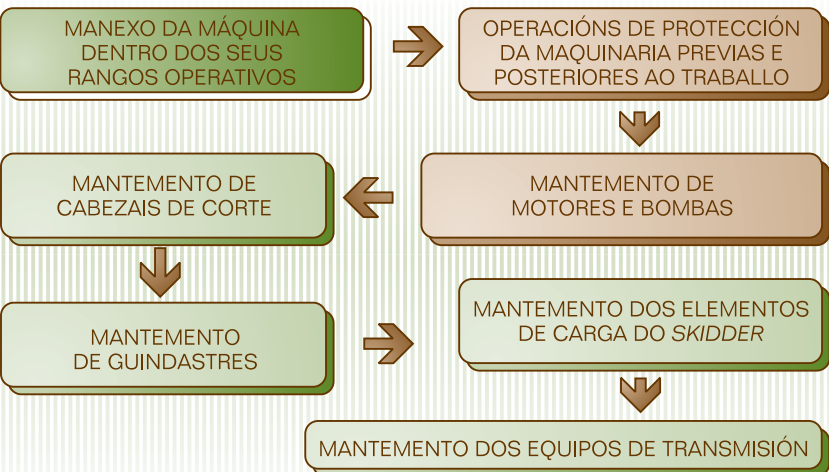 MANEXO DA MÁQUINA
DENTRO DOS SEUS
RANGOS OPERATIVOS
OPERACIÓNS DE PROTECCIÓN
DA MAQUINARIA PREVIAS E
POSTERIORES AO TRABALLO
MANTEMENTO DE
MOTORES E BOMBAS
MANTEMENTO DE
CABEZAIS DE CORTE
MANTEMENTO
DE GUINDASTRES
MANTEMENTO DOS ELEMENTOS
DE CARGA DO SKIDDER
MANTEMENTO DOS EQUIPOS DE TRANSMISIÓN